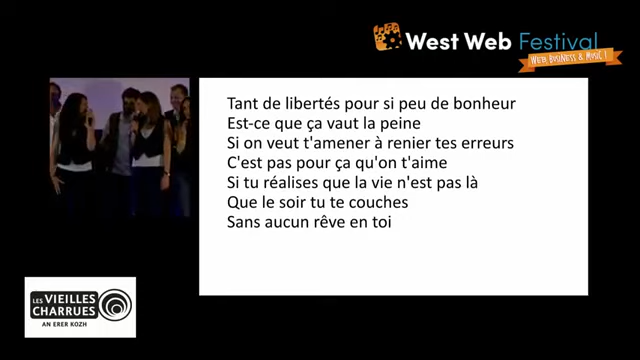 West Web Festival
WEB, BUSINESS & MUSIC !
Tant de libertés pour si peu de bonheur
Est-ce que ça vaut la peine
Si on veut t'amener à renier tes erreurs
C'est pas pour ça qu'on t'aime
Si tu réalises que la vie n'est pas là
Que le soir tu te couches
Sans aucun rêve en toi
LES VIEILLES
CHARRUES
AN ERER KOZH